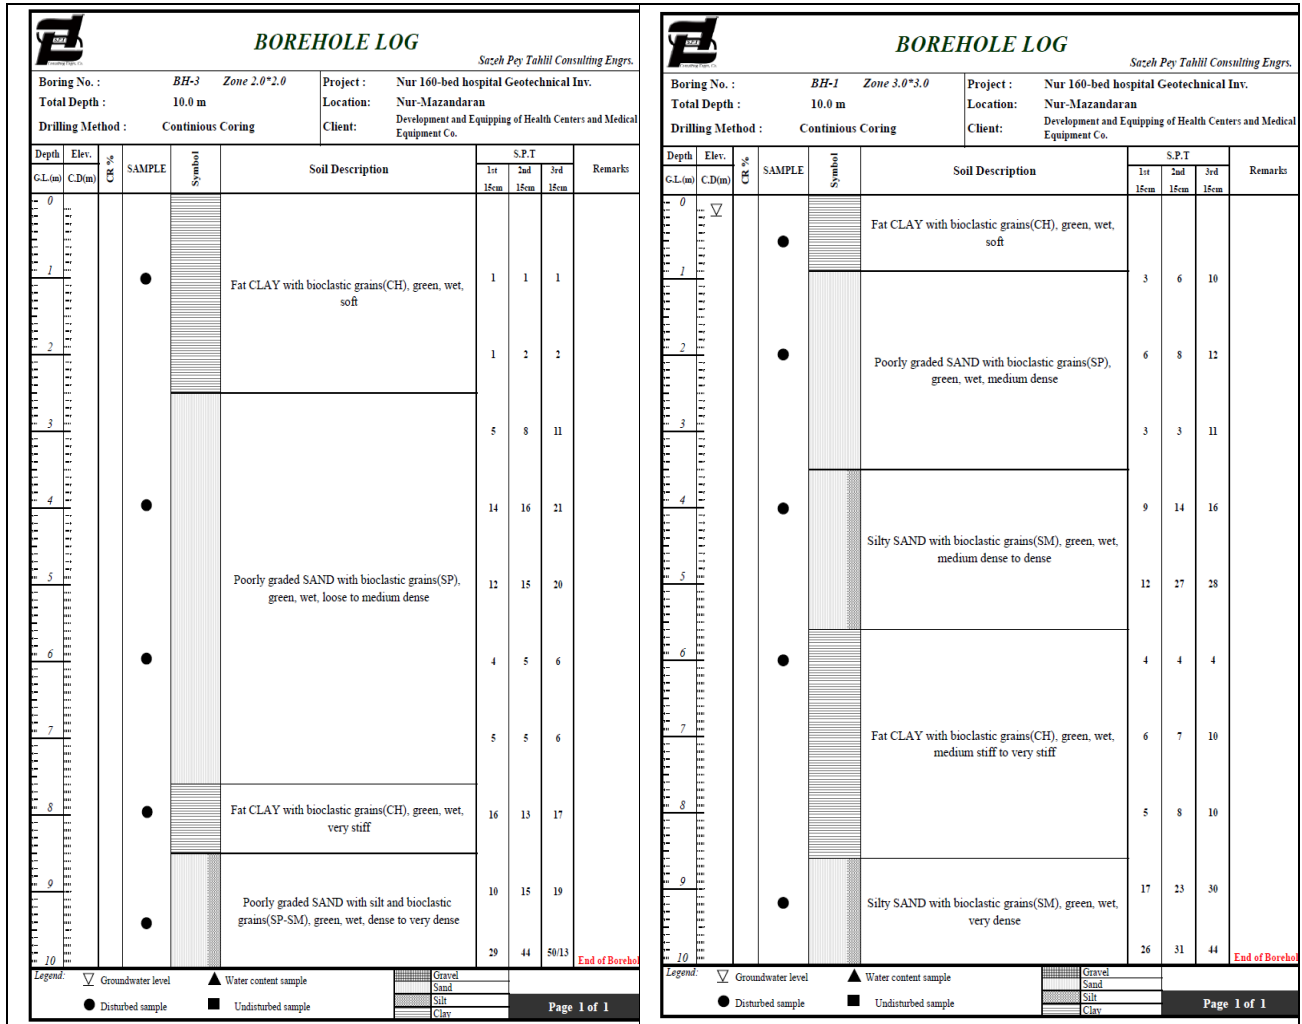 BOREHOLE LOG
Sazeh Pey Tahlil Consulting Engrs.
Boring No. : BH-3 Zone 2.0*2.0 Project : Nur 160-bed hospital Geotechnical Inv.
Total Depth : 10.0 m Location: Nur-Mazandaran
Drilling Method : Continious Coring Client: Development and Equipping of Health Centers and Medical
Equipment Co.
Depth Elev. CR % SAMPLE Symbol Soil Description S.P.T Remarks
G.L.(m) C.D(m) 1st 2nd 3rd
15cm 15cm 15cm
0
1
1 1 1
Fat CLAY with bioclastic grains(CH), green, wet,
soft
2
1 2 2
3
5 8 11
4
14 16 21
5
Poorly graded SAND with bioclastic grains(SP),
12 15 20
green, wet, loose to medium dense
6
4 5 6
7
5 5 6
8
Fat CLAY with bioclastic grains(CH), green, wet,
16 13 17
very stiff
9
10 15 19
Poorly graded SAND with silt and bioclastic
grains(SP-SM), green, wet, dense to very dense
29 44 50/13
10 End of Borehol
Legend: Groundwater level Water content sample
Disturbed sample Undisturbed sample
Gravel
Sand
Silt
Clay
Page 1 of 1
BOREHOLE LOG
Sazeh Pey Tahlil Consulting Engrs.
Boring No. : BH-1 Zone 3.0*3.0 Project : Nur 160-bed hospital Geotechnical Inv.
Total Depth : 10.0 m Location: Nur-Mazandaran
Drilling Method : Continious Coring Client: Development and Equipping of Health Centers and Medical
Equipment Co.
Depth Elev. CR % SAMPLE Symbol Soil Description S.P.T Remarks
G.L.(m) C.D(m) 1st 2nd 3rd
15cm 15cm 15cm
0
Fat CLAY with bioclastic grains(CH), green, wet,
soft
1
3 6 10
2
6 8 12
Poorly graded SAND with bioclastic grains(SP),
green, wet, medium dense
3
3 3 11
4
9 14 16
Silty SAND with bioclastic grains(SM), green, wet,
medium dense to dense
5
12 27 28
6
4 4 4
7
Fat CLAY with bioclastic grains(CH), green, wet,
6 7 10
medium stiff to very stiff
8
5 8 10
9
17 23 30
Silty SAND with bioclastic grains(SM), green, wet,
very dense
26 31 44
10 End of Borehol
Legend: Groundwater level Water content sample
Disturbed sample Undisturbed sample
Gravel
Sand
Silt
Clay
Page 1 of 1